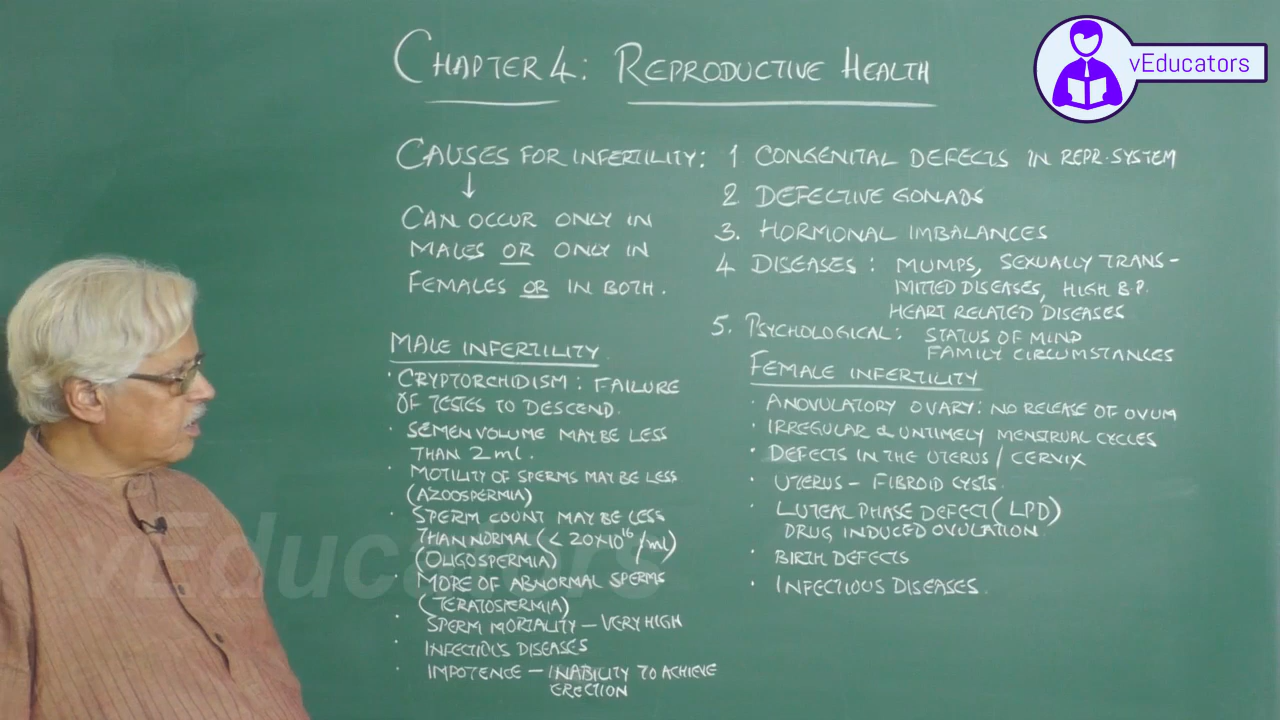 CHAPTER 4: REPRODUCTIVE HEALTH
vEducators
CAUSES FOR INFERTILITY:
CAN OCCUR ONLY IN
MALES OR ONLY IN
FEMALES OR IN BOTH.
1 CONGENITAL DEFECTS IN REPR. SYSTEM
2 DEFECTIVE GONADS
3. HORMONAL IMBALANCES
4 DISEASES: MUMPS, SEXUALLY TRANS-
MITTED DISEASES, HIGH B.P.
HEART RELATED DISEASES
5. PSYCHOLOGICAL: STATUS OF MIND
FAMILY CIRCUMSTANCES
MALE INFERTILITY
· CRYPTORCHIDISM: FAILURE
OF TESTES TO DESCEND.
· SEMEN VOLUME MAY BE LESS
THAN 2 ml.
· MOTILITY OF SPERMS MAY BE LESS
(AZOOSPERMIA)
· SPERM COUNT MAY BE LESS
THAN NORMAL (< 20×10¹⁶/ml)
(OLIGOSPERMIA)
· MORE OF ABNORMAL SPERMS
(TERATOSPERMIA)
· SPERM MORTALITY – VERY HIGH
· INFECTIOUS DISEASES
· IMPOTENCE – INABILITY TO ACHIEVE
ERECTION
FEMALE INFERTILITY
· ANOVULATORY OVARY: NO RELEASE OF OVUM
· IRREGULAR & UNTIMELY MENSTRUAL CYCLES
· DEFECTS IN THE UTERUS / CERVIX
· UTERUS – FIBROID CYSTS.
· LUTEAL PHASE DEFECT (LPD)
DRUG INDUCED OVULATION
· BIRTH DEFECTS
· INFECTIOUS DISEASES.
vEducators